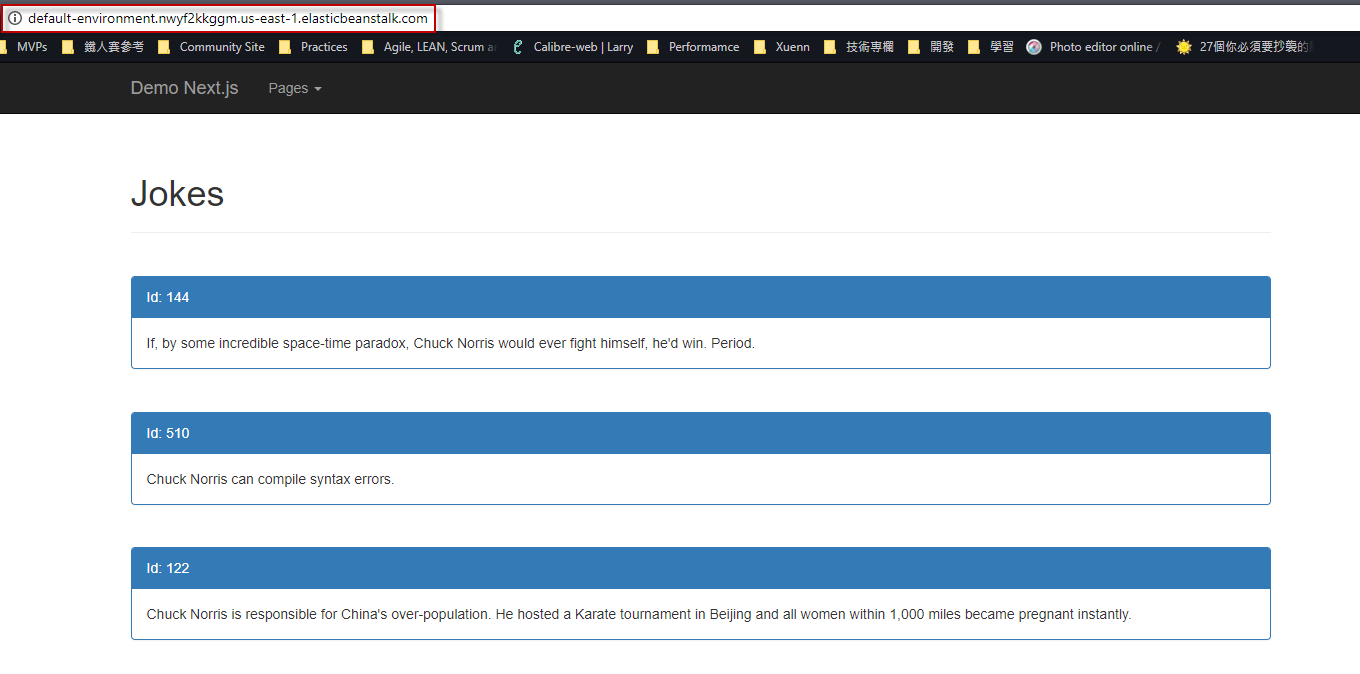 default-environment.nwyf2kkggm.us-east-1.elasticbeanstalk.com
MVPs 鐵人賽參考 Community Site Practices Agile, LEAN, Scrum Calibre-web | Larry Performamce Xuenn 技術專欄 開發 學習 Photo editor online / 27個你必須要抄襲的
Demo Next.js Pages
Jokes
Id: 144
If, by some incredible space-time paradox, Chuck Norris would ever fight himself, he'd win. Period.
Id: 510
Chuck Norris can compile syntax errors.
Id: 122
Chuck Norris is responsible for China's over-population. He hosted a Karate tournament in Beijing and all women within 1,000 miles became pregnant instantly.